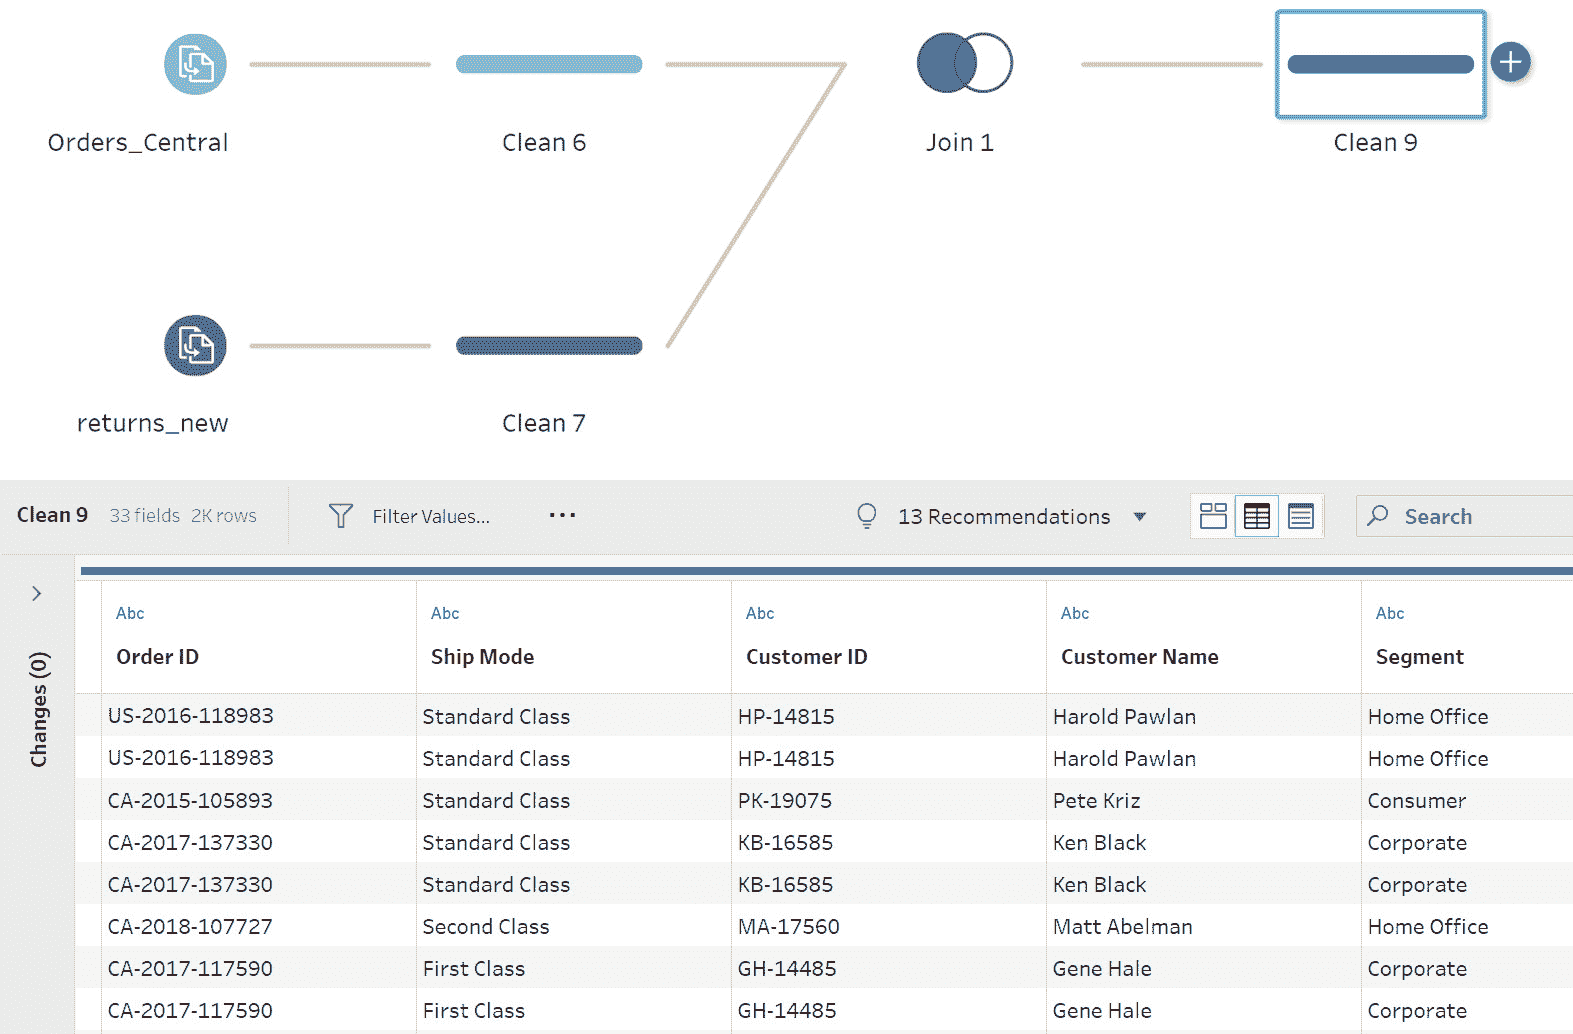 Orders_Central
Clean 6
Join 1
Clean 9
returns_new
Clean 7
Clean 9 33 fields 2K rows Filter Values... ... 13 Recommendations Search
Changes (0)
Abc Abc Abc Abc Abc
Order ID Ship Mode Customer ID Customer Name Segment
US-2016-118983 Standard Class HP-14815 Harold Pawlan Home Office
US-2016-118983 Standard Class HP-14815 Harold Pawlan Home Office
CA-2015-105893 Standard Class PK-19075 Pete Kriz Consumer
CA-2017-137330 Standard Class KB-16585 Ken Black Corporate
CA-2017-137330 Standard Class KB-16585 Ken Black Corporate
CA-2018-107727 Second Class MA-17560 Matt Abelman Home Office
CA-2017-117590 First Class GH-14485 Gene Hale Corporate
CA-2017-117590 First Class GH-14485 Gene Hale Corporate